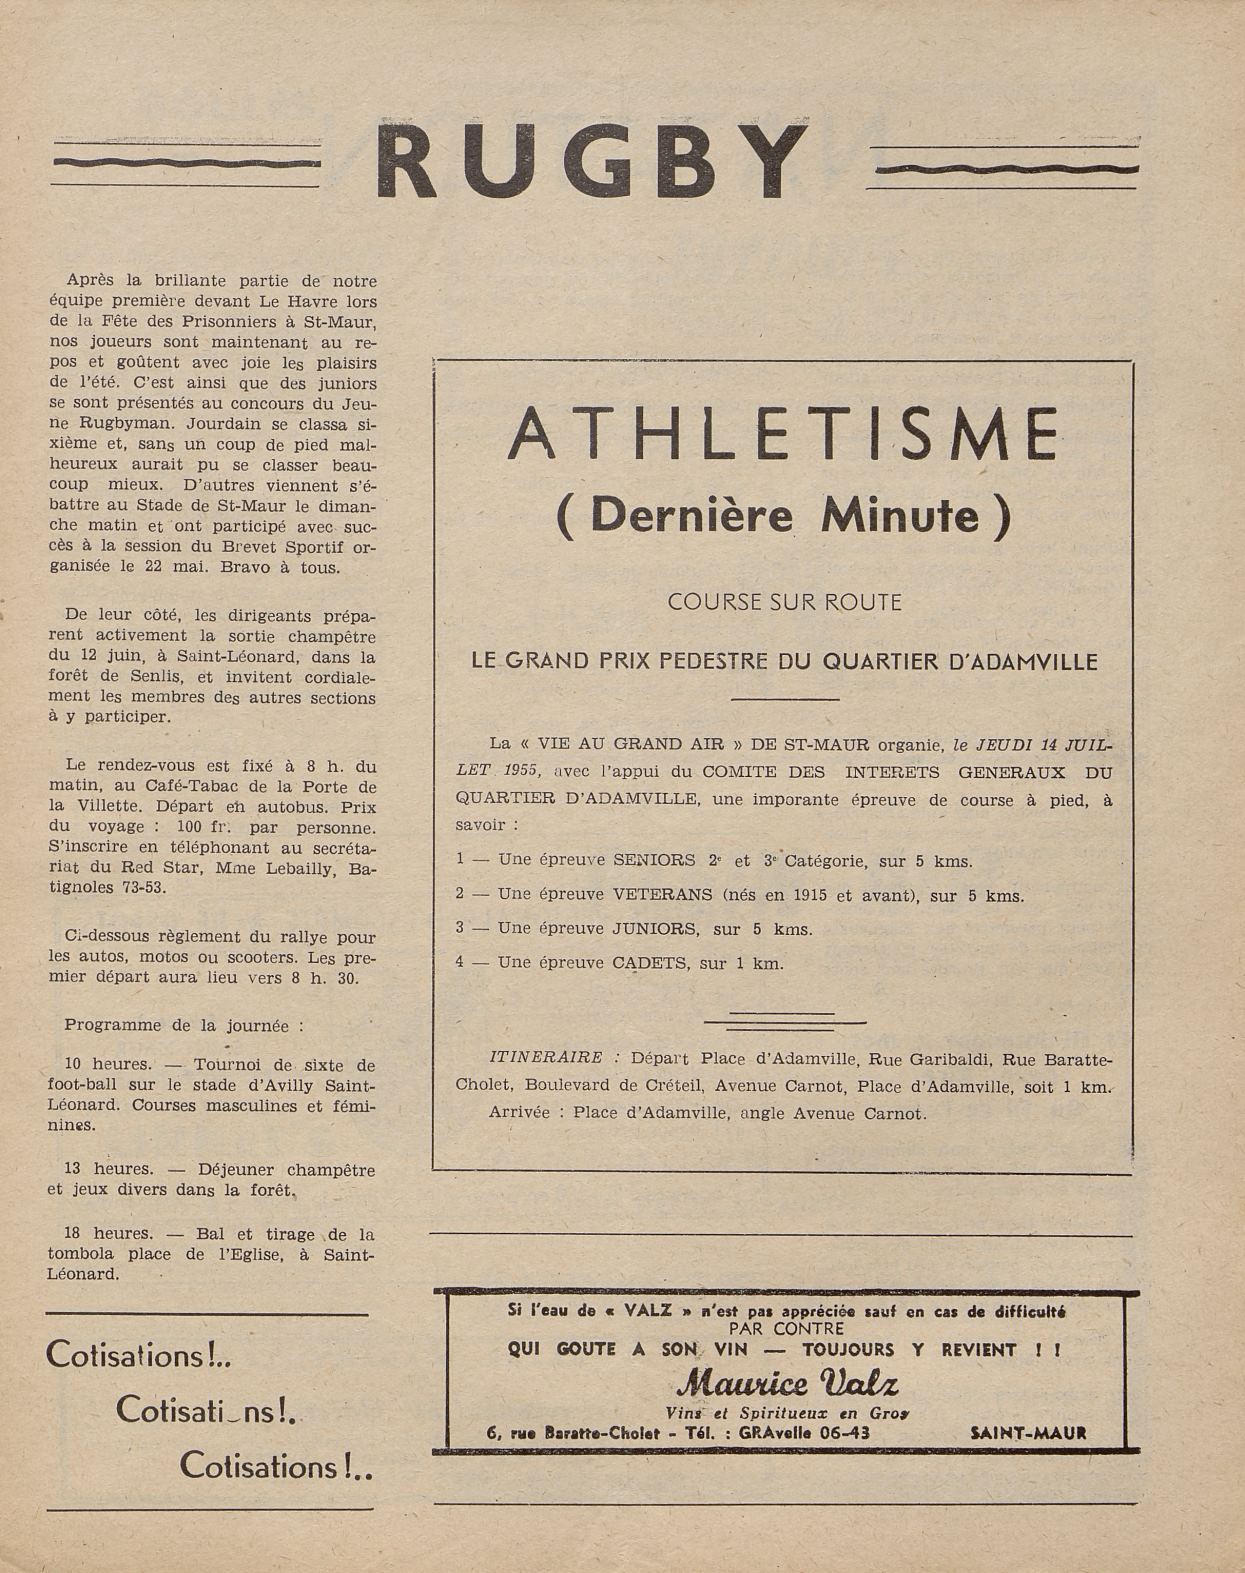 RUGBY
Après la brillante partie de notre
équipe première devant Le Havre lors
de la Fête des Prisonniers à St-Maur,
nos joueurs sont maintenant au re-
pos et goûtent avec joie les plaisirs
de l'été. C'est ainsi que des juniors
se sont présentés au concours du Jeu-
ne Rugbyman. Jourdain se classa si-
xième et, sans un coup de pied mal-
heureux aurait pu se classer beau-
coup mieux. D'autres viennent s'é-
battre au Stade de St-Maur le diman-
che matin et ont participé avec suc-
cès à la session du Brevet Sportif or-
ganisée le 22 mai. Bravo à tous.
De leur côté, les dirigeants prépa-
rent activement la sortie champêtre
du 12 juin, à Saint-Léonard, dans la
forêt de Senlis, et invitent cordiale-
ment les membres des autres sections
à y participer.
Le rendez-vous est fixé à 8 h. du
matin, au Café-Tabac de la Porte de
la Villette. Départ en autobus. Prix
du voyage : 100 fr. par personne.
S'inscrire en téléphonant au secréta-
riat du Red Star, Mme Lebailly, Ba-
tignoles 73-53.
Ci-dessous règlement du rallye pour
les autos, motos ou scooters. Les pre-
mier départ aura lieu vers 8 h. 30.
Programme de la journée :
10 heures. — Tournoi de sixte de
foot-ball sur le stade d'Avilly Saint-
Léonard. Courses masculines et fémi-
nines.
13 heures. — Déjeuner champêtre
et jeux divers dans la forêt.
18 heures. — Bal et tirage de la
tombola place de l'Eglise, à Saint-
Léonard.
Cotisations!..
Cotisati_ns!.
Cotisations!..
ATHLETISME
( Dernière Minute )
COURSE SUR ROUTE
LE GRAND PRIX PEDESTRE DU QUARTIER D'ADAMVILLE
La « VIE AU GRAND AIR » DE ST-MAUR organie, le JEUDI 14 JUIL-
LET 1955, avec l'appui du COMITE DES INTERETS GENERAUX DU
QUARTIER D'ADAMVILLE, une imporante épreuve de course à pied, à
savoir :
1 — Une épreuve SENIORS 2e et 3e Catégorie, sur 5 kms.
2 — Une épreuve VETERANS (nés en 1915 et avant), sur 5 kms.
3 — Une épreuve JUNIORS, sur 5 kms.
4 — Une épreuve CADETS, sur 1 km.
ITINERAIRE : Départ Place d'Adamville, Rue Garibaldi, Rue Baratte-
Cholet, Boulevard de Créteil, Avenue Carnot, Place d'Adamville, soit 1 km.
Arrivée : Place d'Adamville, angle Avenue Carnot.
Si l'eau de « VALZ » n'est pas appréciée sauf en cas de difficulté
PAR CONTRE
QUI GOUTE A SON VIN — TOUJOURS Y REVIENT ! !
Maurice Valz
Vins et Spiritueux en Gros
6, rue Baratte-Cholet - Tél. : GRAvelle 06-43 SAINT-MAUR